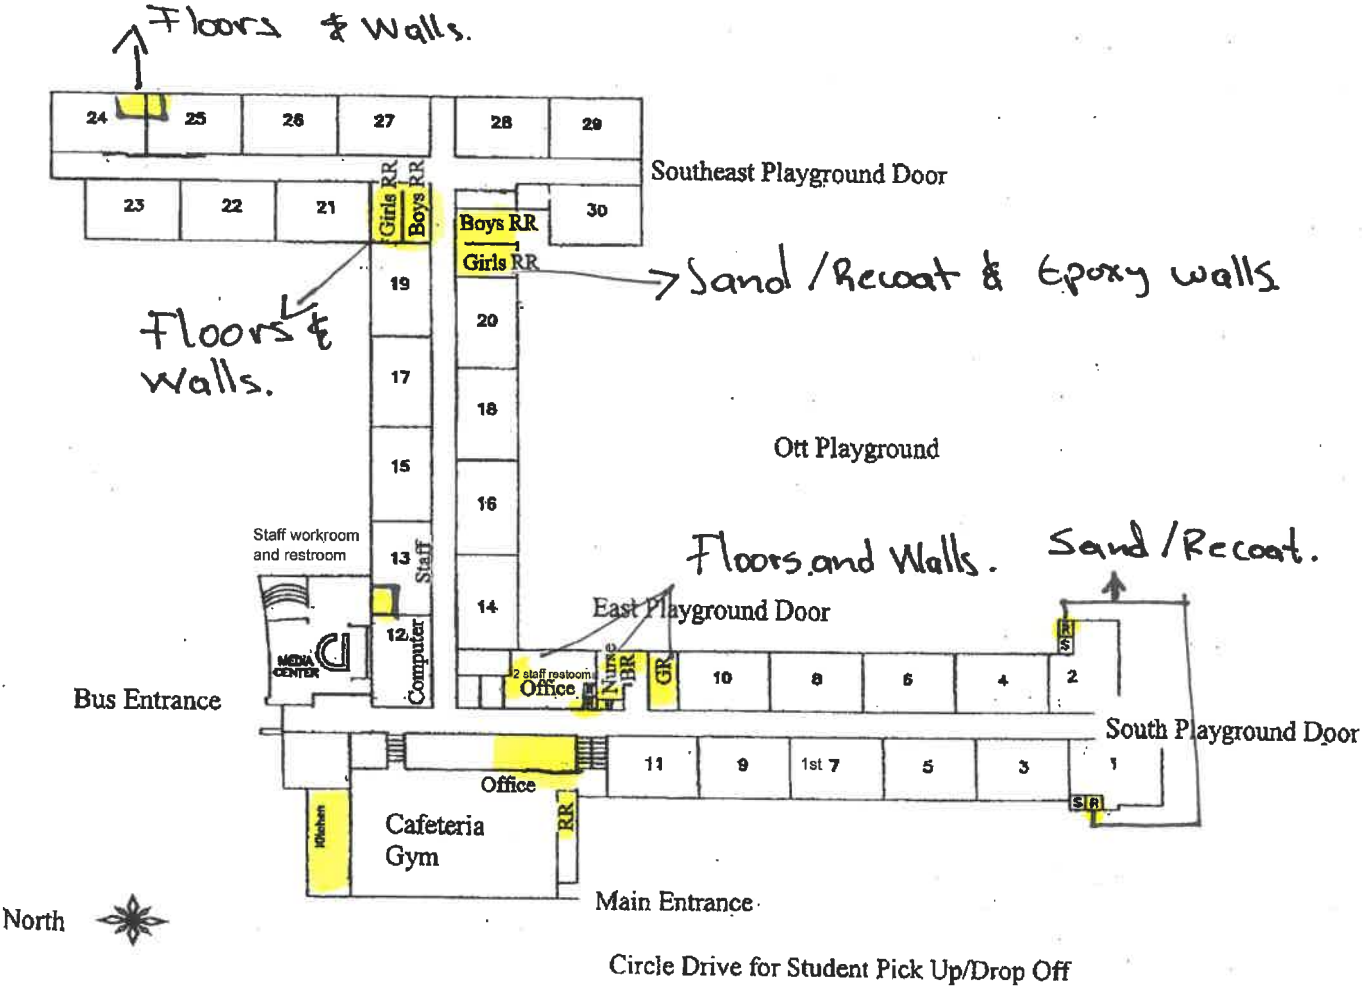 Floors & Walls.
24
25
26
27
28
29
Southeast Playground Door
Girls RR
Boys RR
23
22
21
30
Boys RR
Girls RR
Sand/Recoat & Epoxy walls
19
20
Floors &
Walls.
17
18
Ott Playground
15
16
Staff workroom
and restroom
13
Staff
Floors and Walls.
Sand/Recoat.
14
East Playground Door
12
Computer
MEDIA
CENTER
R
S
2 staff restoom
Office
Nurse
BR
GR
10
8
6
4
2
Bus Entrance
South Playground Door
11
9
1st 7
5
3
1
Office
S R
Kitchen
Cafeteria
Gym
RR
Main Entrance
North
Circle Drive for Student Pick Up/Drop Off